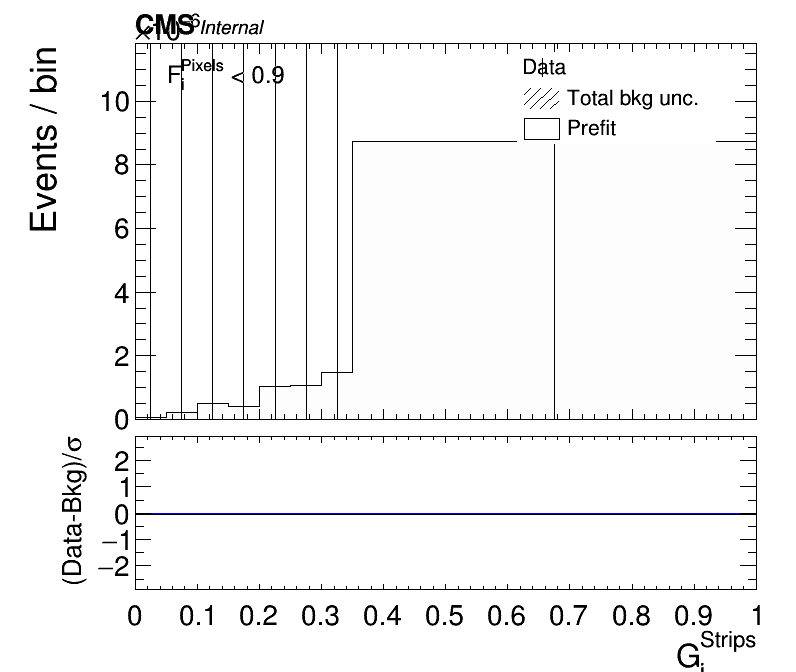 CMS Internal
×10⁻⁶
F_i^Pixels < 0.9
Data
Total bkg unc.
Prefit
Events / bin
10
8
6
4
2
0
(Data-Bkg)/σ
2
1
0
−1
−2
0 0.1 0.2 0.3 0.4 0.5 0.6 0.7 0.8 0.9 1
G_i^Strips